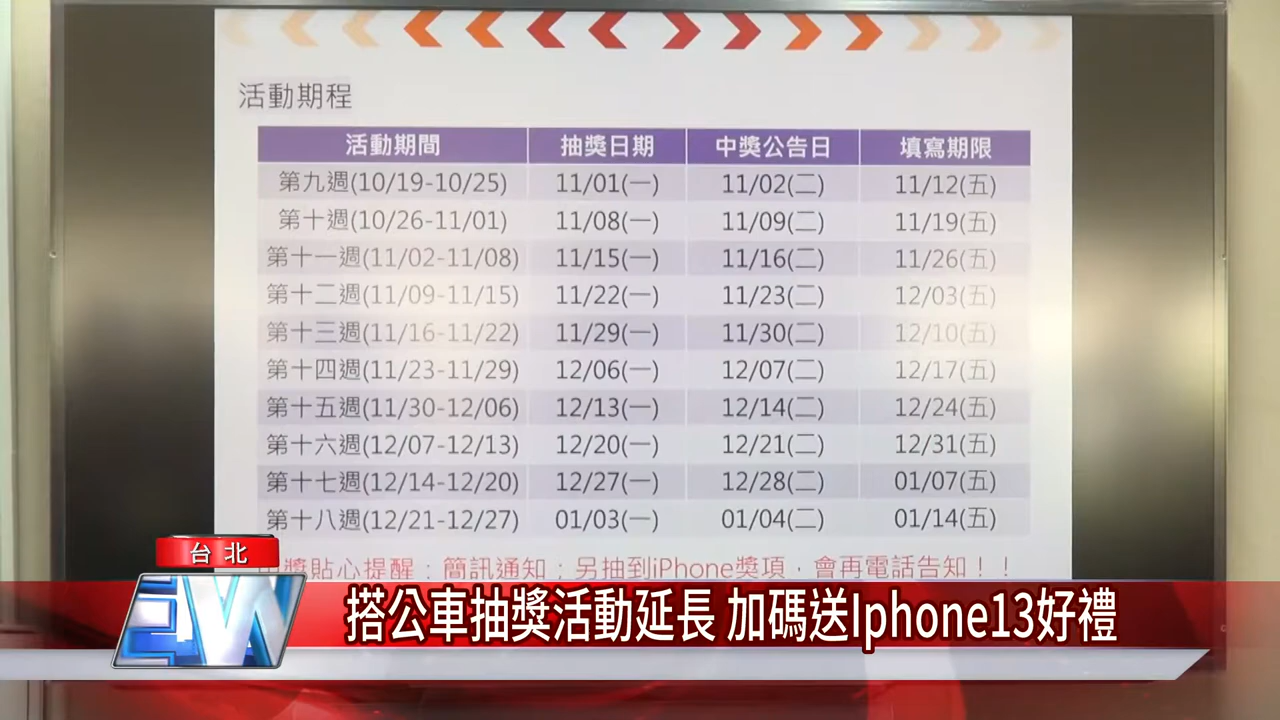 活動期程
活動期間 抽獎日期 中獎公告日 填寫期限
第九週(10/19-10/25) 11/01(一) 11/02(二) 11/12(五)
第十週(10/26-11/01) 11/08(一) 11/09(二) 11/19(五)
第十一週(11/02-11/08) 11/15(一) 11/16(二) 11/26(五)
第十二週(11/09-11/15) 11/22(一) 11/23(二) 12/03(五)
第十三週(11/16-11/22) 11/29(一) 11/30(二) 12/10(五)
第十四週(11/23-11/29) 12/06(一) 12/07(二) 12/17(五)
第十五週(11/30-12/06) 12/13(一) 12/14(二) 12/24(五)
第十六週(12/07-12/13) 12/20(一) 12/21(二) 12/31(五)
第十七週(12/14-12/20) 12/27(一) 12/28(二) 01/07(五)
第十八週(12/21-12/27) 01/03(一) 01/04(二) 01/14(五)
獎貼心提醒：簡訊通知；另抽到iPhone獎項，會再電話告知！！
台北
EW
搭公車抽獎活動延長 加碼送Iphone13好禮